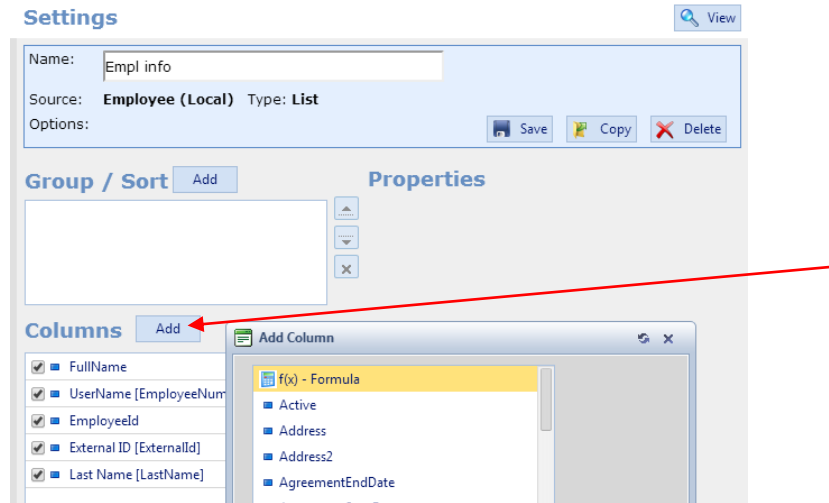 Settings
View
Name: Empl info
Source: Employee (Local) Type: List
Options:
Save Copy Delete
Group / Sort Add
Properties
Columns Add
Add Column
FullName
UserName [EmployeeNum
EmployeeId
External ID [ExternalId]
Last Name [LastName]
f(x) - Formula
Active
Address
Address2
AgreementEndDate